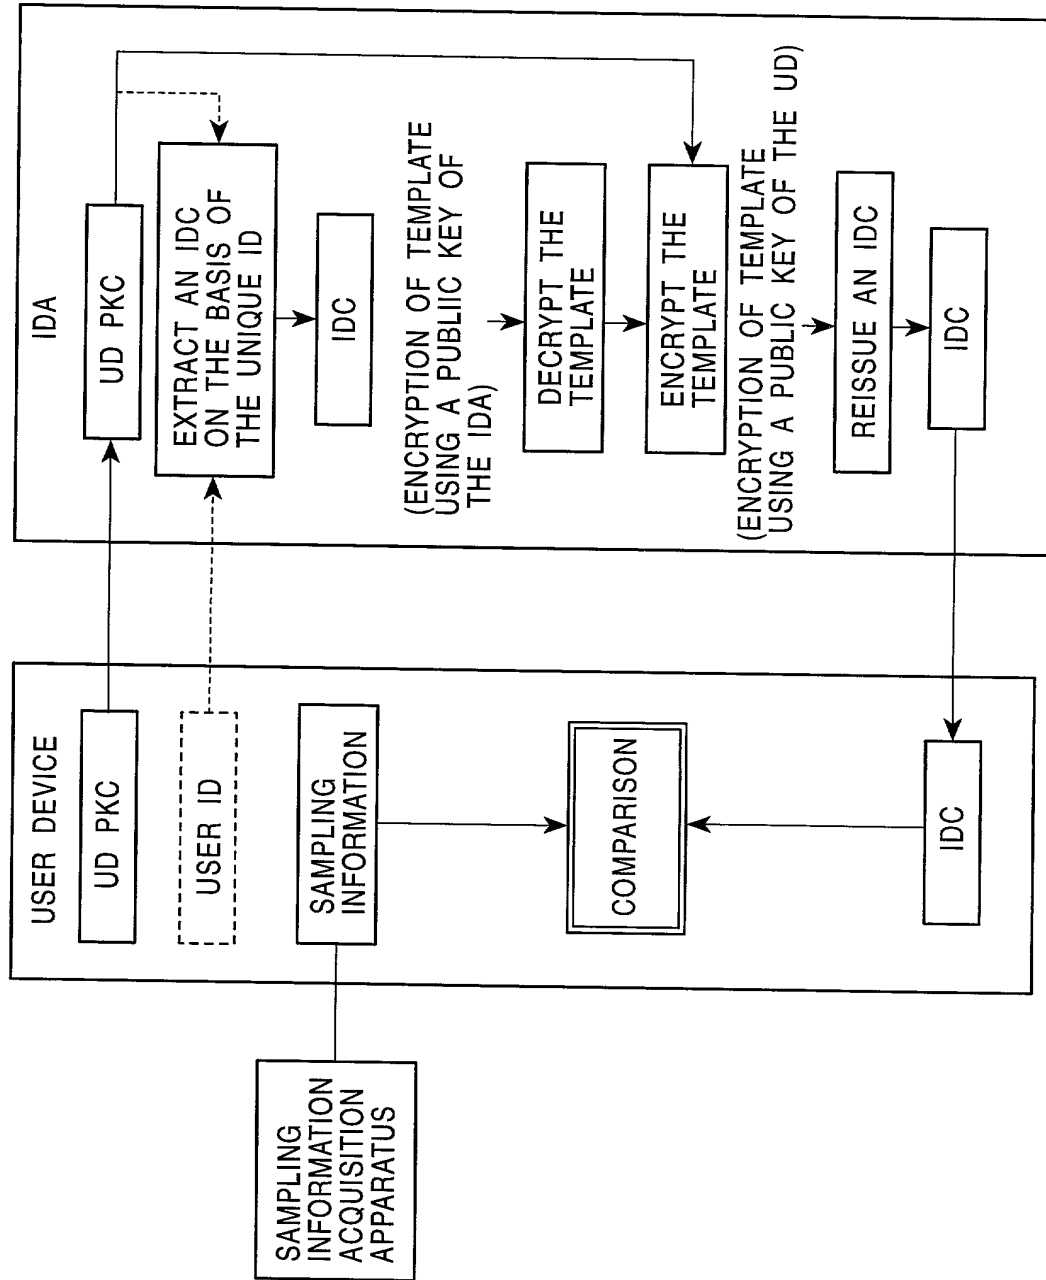 SAMPLING
INFORMATION
ACQUISITION
APPARATUS
USER DEVICE
UD PKC
USER ID
SAMPLING
INFORMATION
COMPARISON
IDC
IDA
UD PKC
EXTRACT AN IDC
ON THE BASIS OF
THE UNIQUE ID
IDC
(ENCRYPTION OF TEMPLATE
USING A PUBLIIC KEY OF
THE IDA)
DECRYPT THE
TEMPLATE
ENCRYPT THE
TEMPLATE
(ENCRYPTION OF TEMPLATE
USING A PUBLIC KEY OF THE UD)
REISSUE AN IDC
IDC